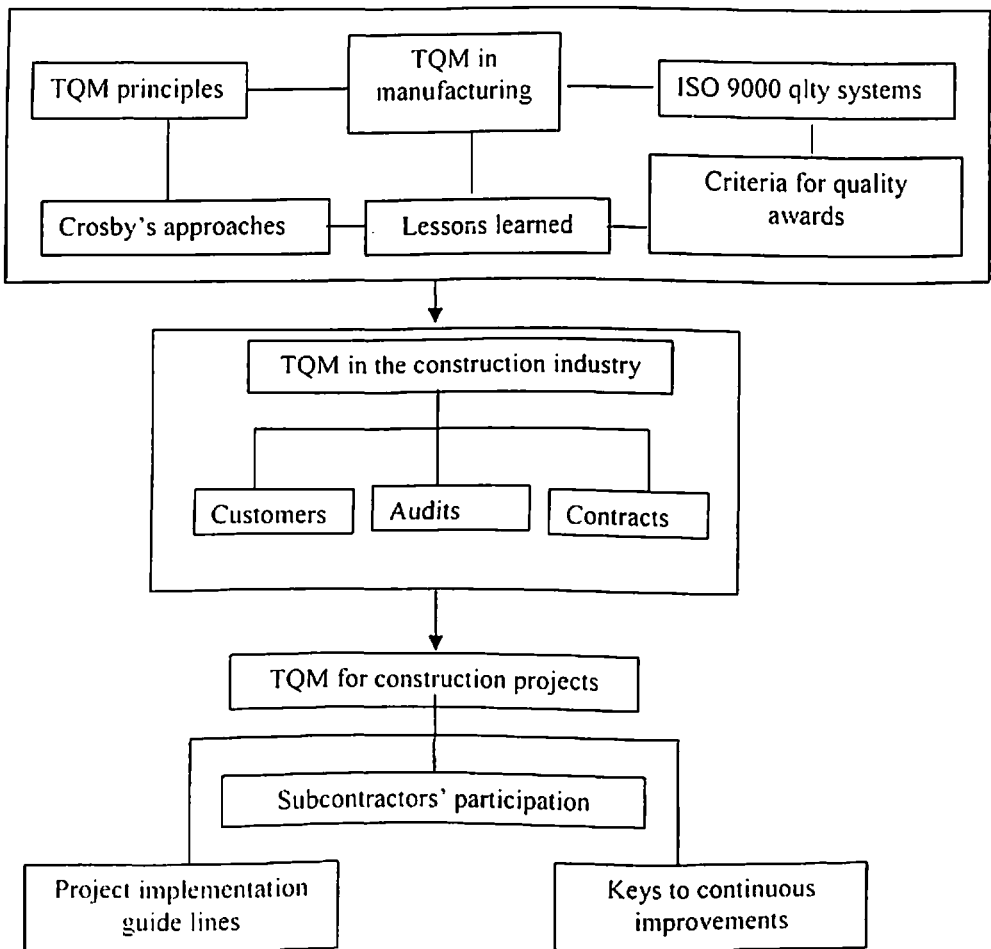 TQM principles
TQM in
manufacturing
ISO 9000 qlty systems
Crosby's approaches
Lessons learned
Criteria for quality
awards
TQM in the construction industry
Customers
Audits
Contracts
TQM for construction projects
Subcontractors' participation
Project implementation
guide lines
Keys to continuous
improvements